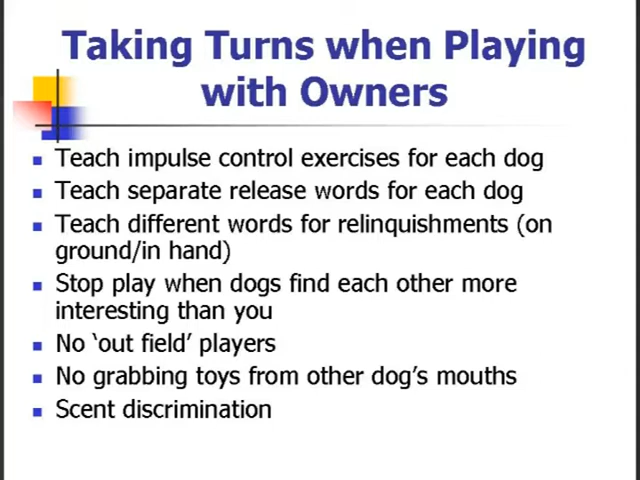 Taking Turns when Playing
with Owners
Teach impulse control exercises for each dog
Teach separate release words for each dog
Teach different words for relinquishments (on
ground/in hand)
Stop play when dogs find each other more
interesting than you
No ‘out field’ players
No grabbing toys from other dog’s mouths
Scent discrimination